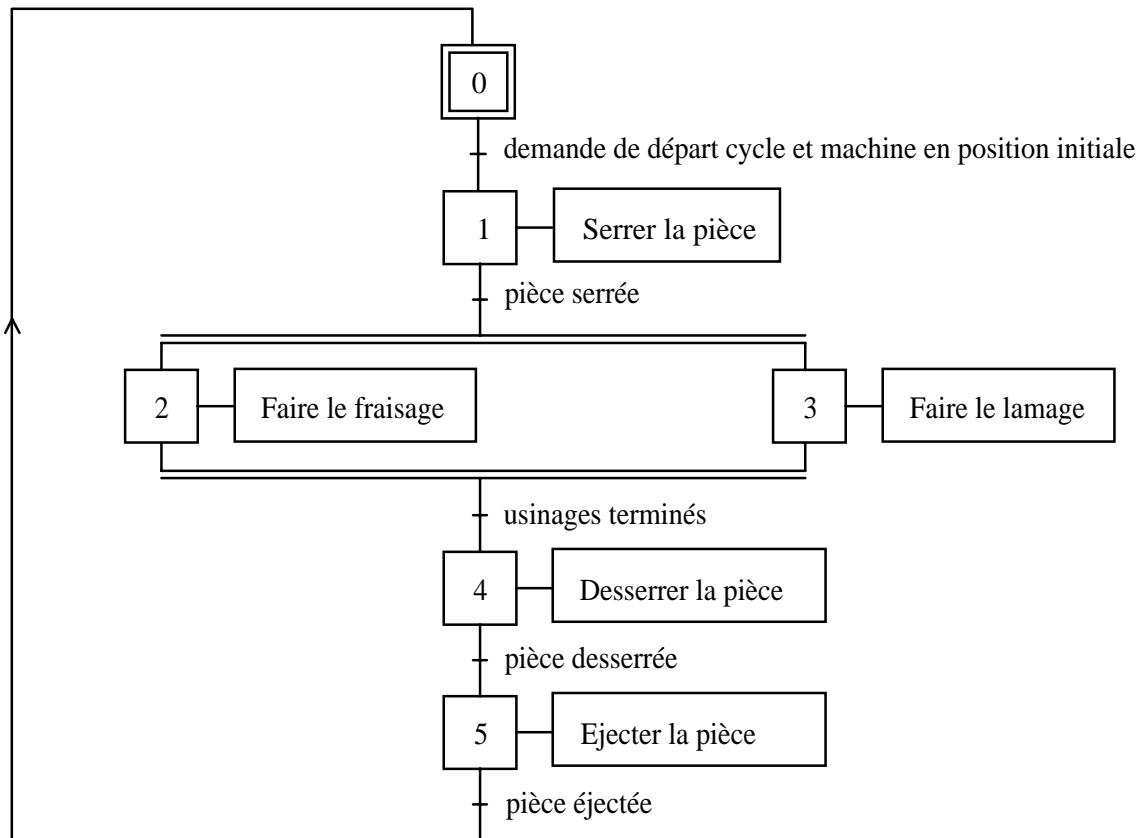 0
demande de départ cycle et machine en position initiale
1
Serrer la pièce
pièce serrée
2
Faire le fraisage
3
Faire le lamage
usinages terminés
4
Desserrer la pièce
pièce desserrée
5
Ejecter la pièce
pièce éjectée